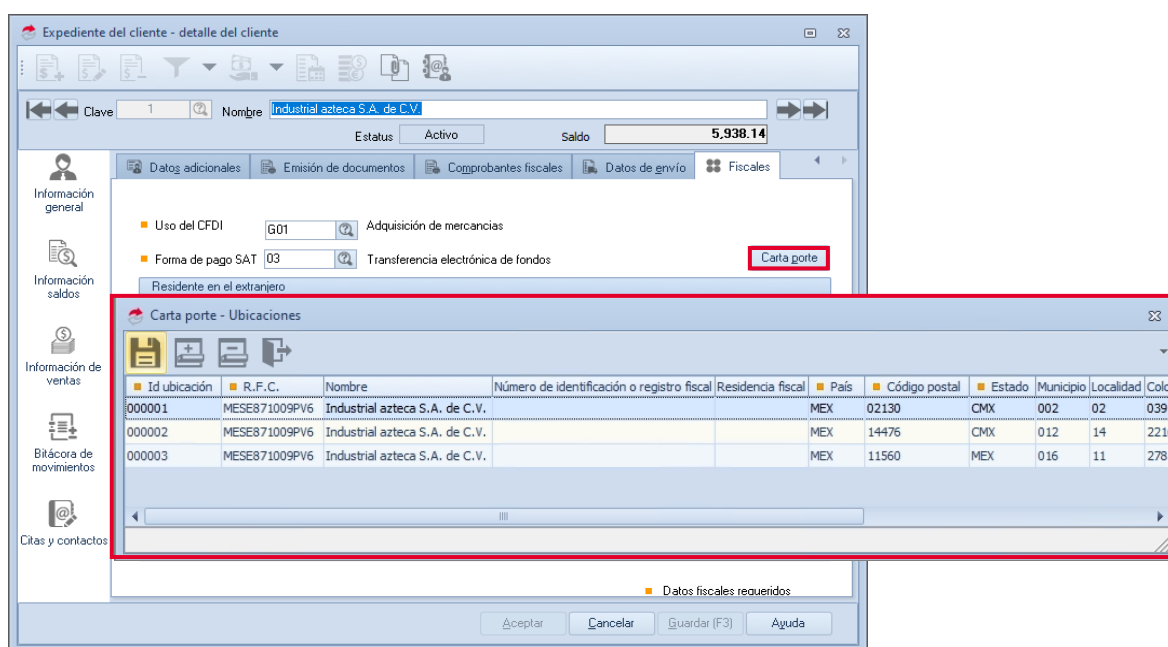 Expediente del cliente - detalle del cliente
Clave 1 Nombre Industrial azteca S.A. de C.V.
Estatus Activo Saldo 5,938.14
Datos adicionales Emisión de documentos Comprobantes fiscales Datos de envío Fiscales
Información general
Uso del CFDI G01 Adquisición de mercancias
Forma de pago SAT 03 Transferencia electrónica de fondos Carta porte
Información saldos
Residente en el extranjero
Carta porte - Ubicaciones
Información de ventas
Id ubicación R.F.C. Nombre Número de identificación o registro fiscal Residencia fiscal País Código postal Estado Municipio Localidad Colo
000001 MESE871009PV6 Industrial azteca S.A. de C.V. MEX 02130 CMX 002 02 039
000002 MESE871009PV6 Industrial azteca S.A. de C.V. MEX 14476 CMX 012 14 221
000003 MESE871009PV6 Industrial azteca S.A. de C.V. MEX 11560 MEX 016 11 278
Bitácora de movimientos
Citas y contactos
Datos fiscales requeridos
Aceptar Cancelar Guardar (F3) Ayuda